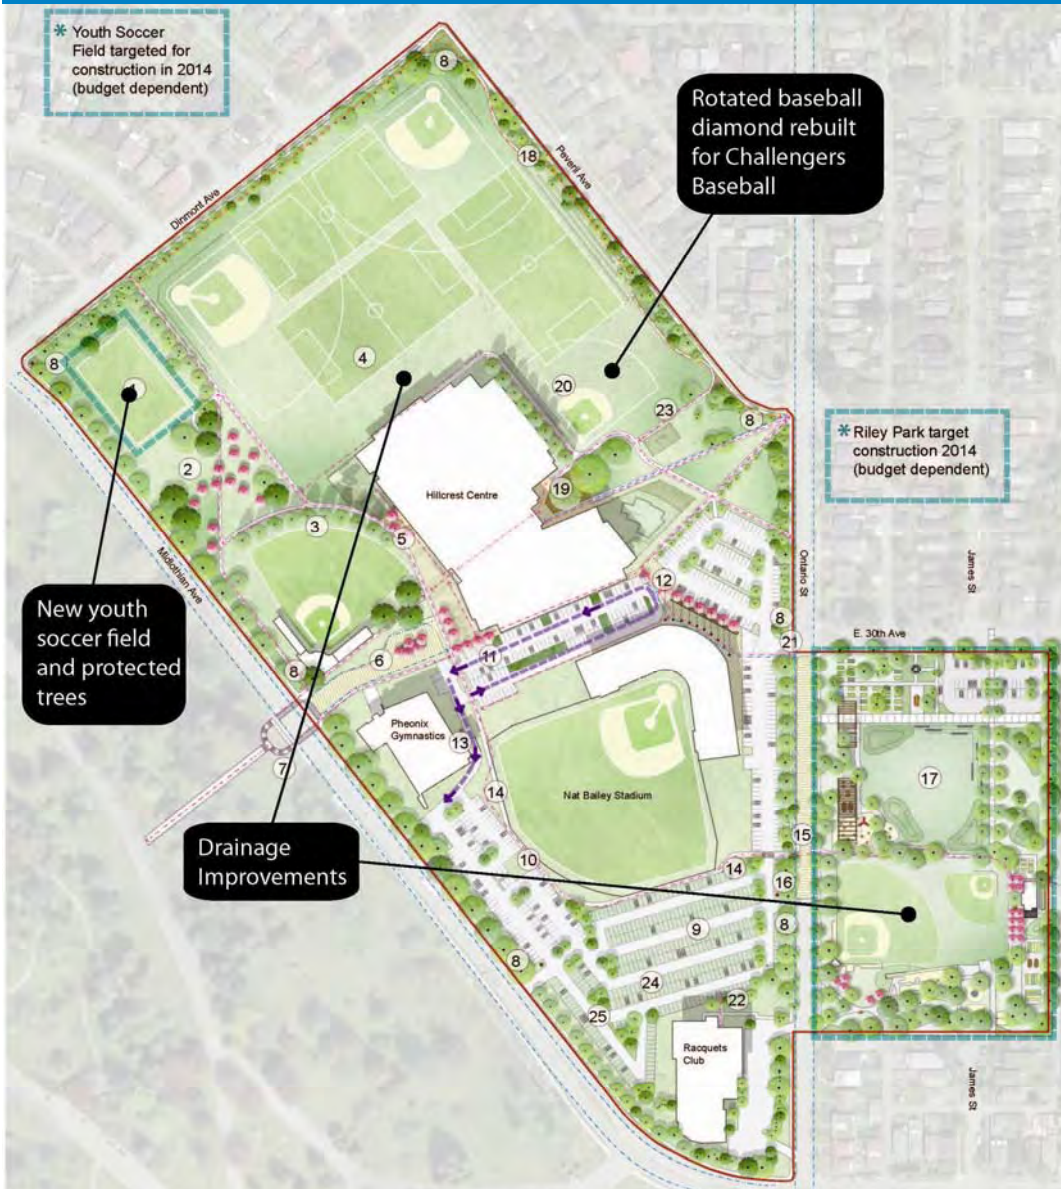 * Youth Soccer
Field targeted for
construction in 2014
(budget dependent)
8
Rotated baseball
diamond rebuilt
for Challengers
Baseball
18
Peveril Ave
Dinmont Ave
8
4
4
20
23
8
* Riley Park target
construction 2014
(budget dependent)
2
Hillcrest Centre
19
3
5
Midlothian Ave
Ontario St
James St
New youth
soccer field
and protected
trees
12
8
E. 30th Ave
21
6
11
8
Pheonix
Gymnastics
13
7
14
Nat Bailey Stadium
17
15
Drainage
Improvements
10
14
16
9
8
8
24
22
25
Racquets
Club
James St